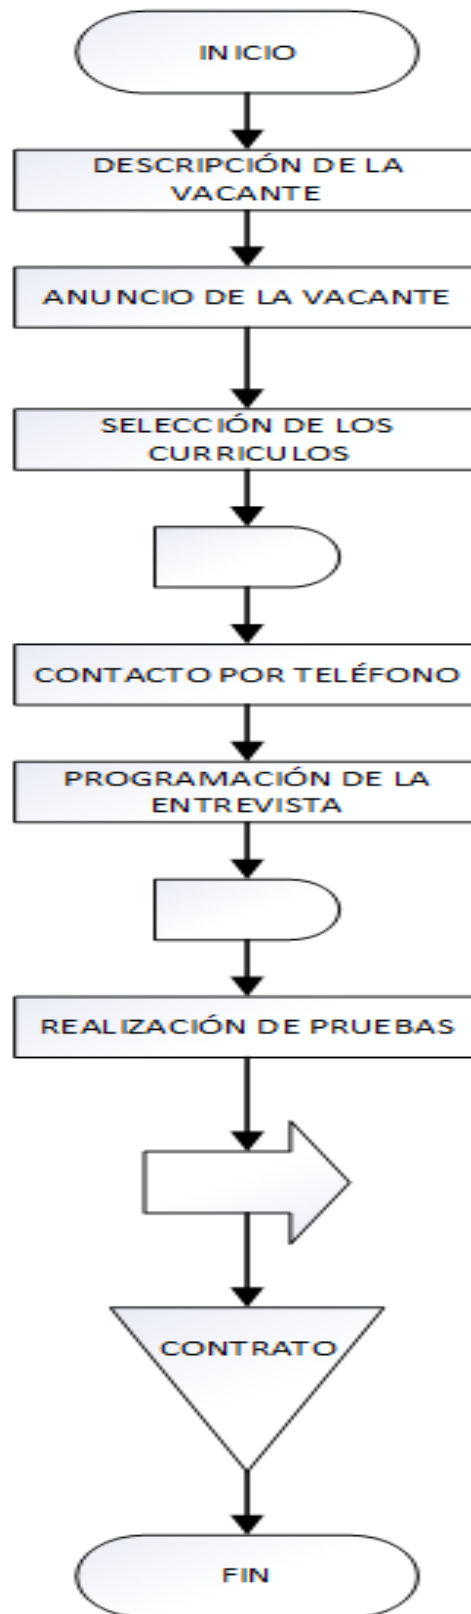 INICIO
DESCRIPCIÓN DE LA
VACANTE
ANUNCIO DE LA VACANTE
SELECCIÓN DE LOS
CURRICULOS
CONTACTO POR TELÉFONO
PROGRAMACIÓN DE LA
ENTREVISTA
REALIZACIÓN DE PRUEBAS
CONTRATO
FIN